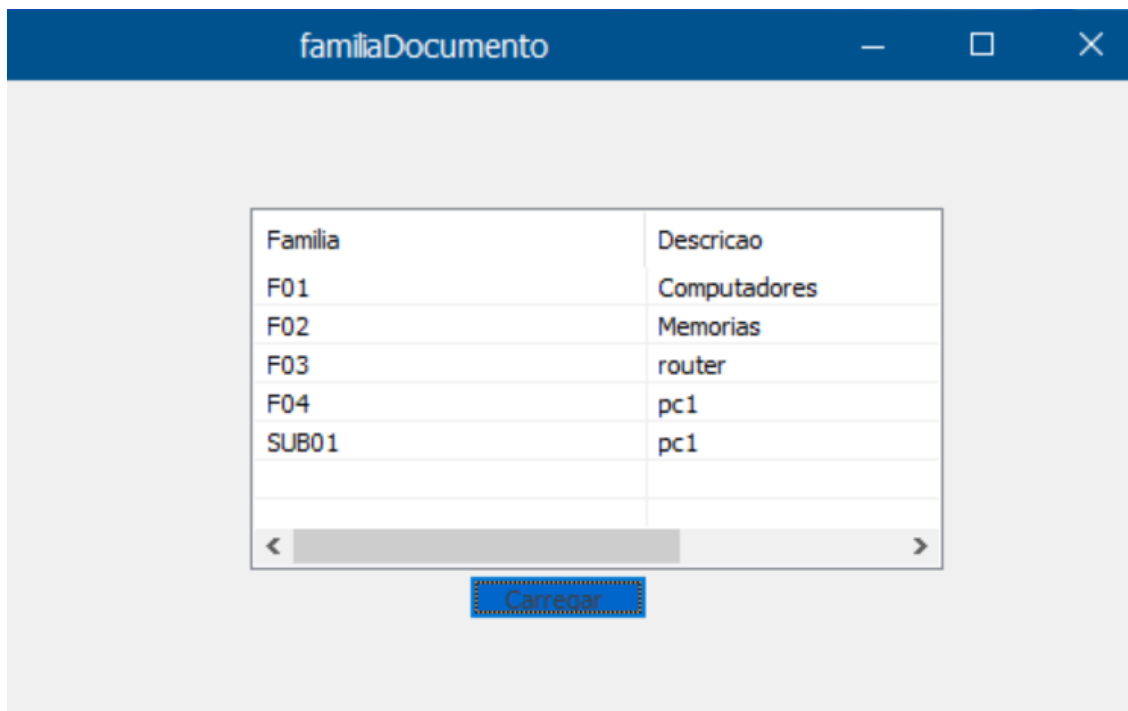 familiaDocumento
Familia Descricao
F01 Computadores
F02 Memorias
F03 router
F04 pc1
SUB01 pc1
Carregar